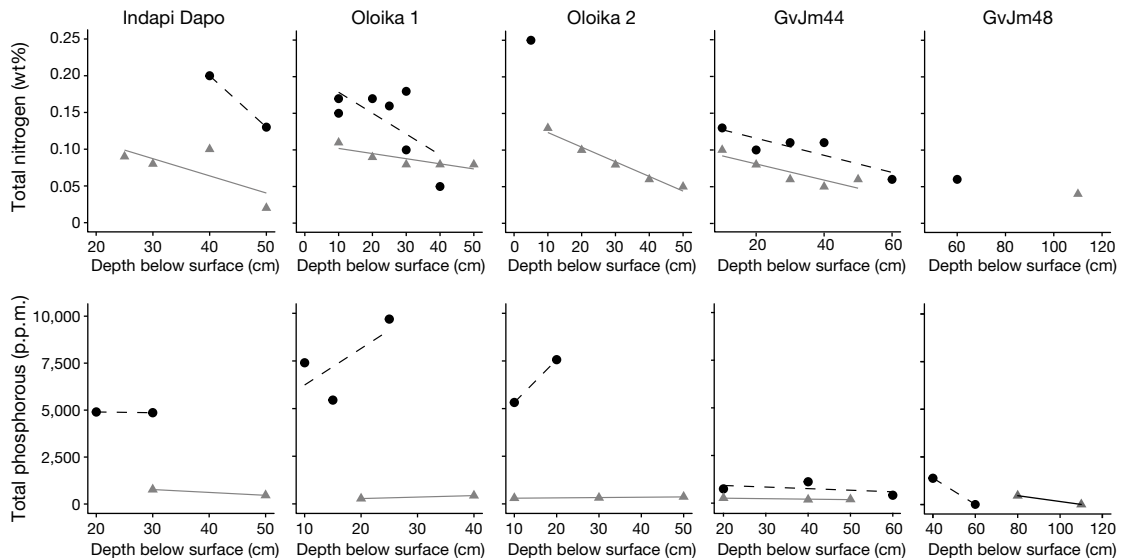 Indapi Dapo Oloika 1 Oloika 2 GvJm44 GvJm48
Total nitrogen (wt%)
0.25
0.20
0.15
0.10
0.05
0
20 30 40 50 0 10 20 30 40 50 0 10 20 30 40 50 20 40 60 60 80 100 120
Depth below surface (cm) Depth below surface (cm) Depth below surface (cm) Depth below surface (cm) Depth below surface (cm)
Total phosphorous (p.p.m.)
10,000
7,500
5,000
2,500
0
20 30 40 50 10 20 30 40 10 20 30 40 50 20 30 40 50 60 40 60 80 100 120
Depth below surface (cm) Depth below surface (cm) Depth below surface (cm) Depth below surface (cm) Depth below surface (cm)